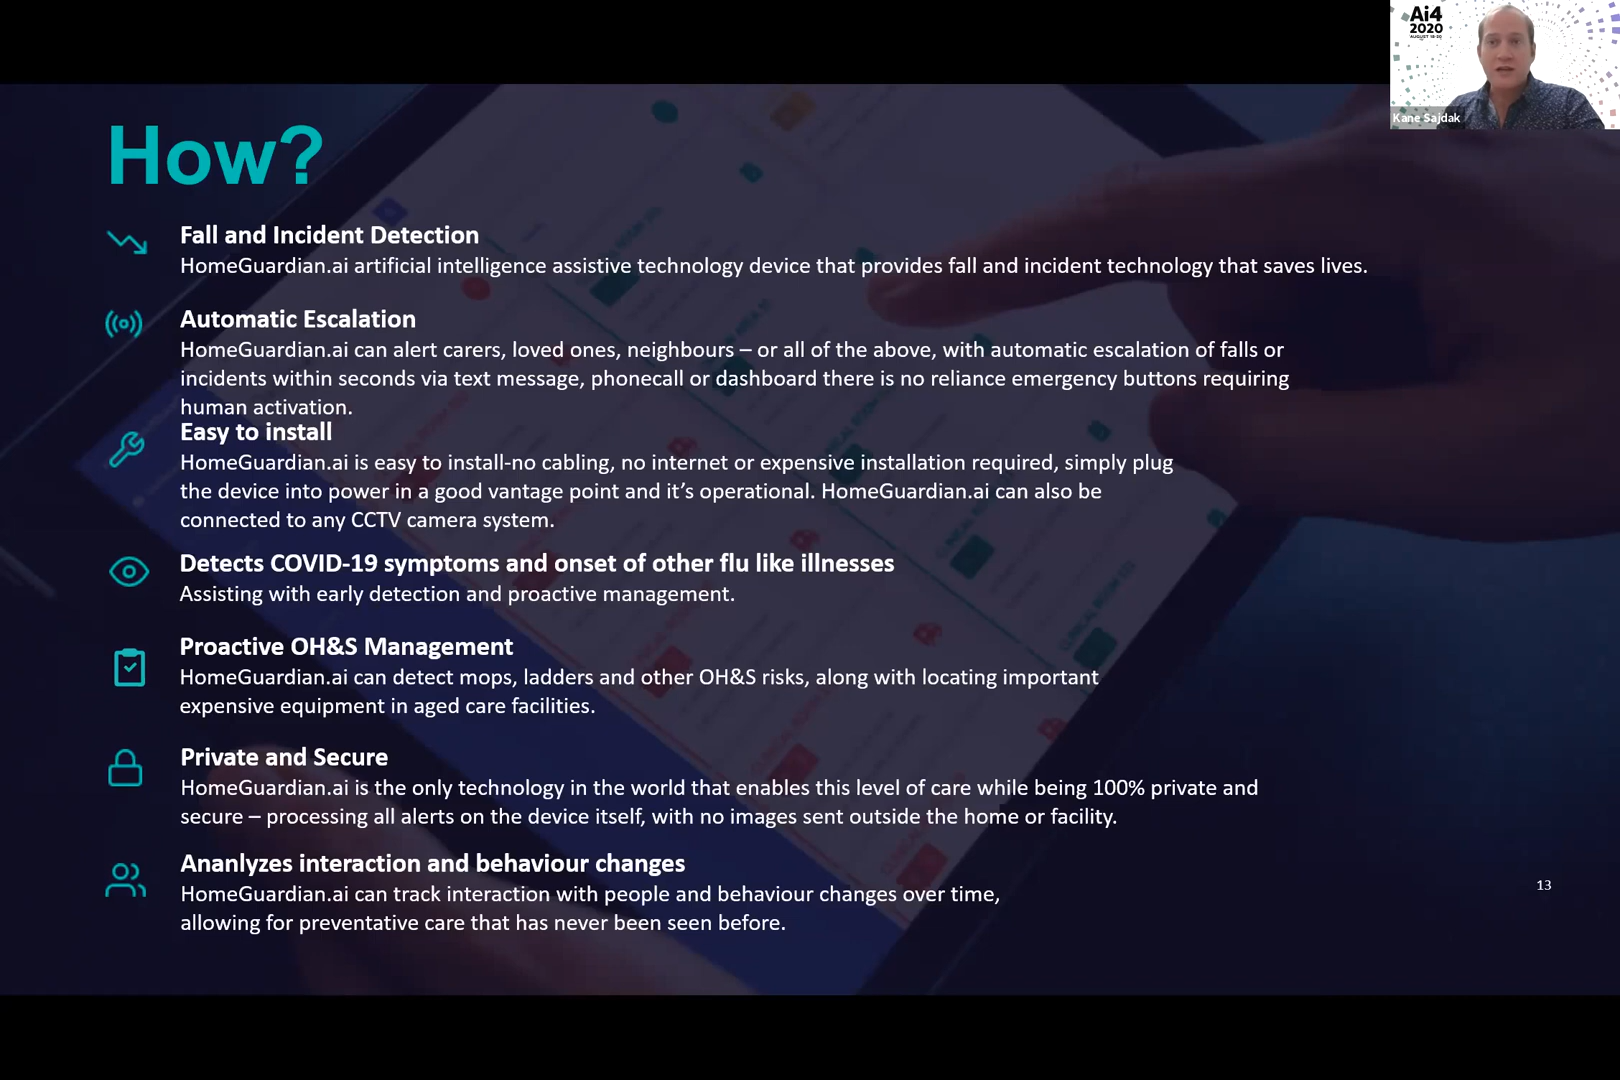 Ai4
2020
AUGUST 18-20
Kane Sajdak
How?
Fall and Incident Detection
HomeGuardian.ai artificial intelligence assistive technology device that provides fall and incident technology that saves lives.
Automatic Escalation
HomeGuardian.ai can alert carers, loved ones, neighbours – or all of the above, with automatic escalation of falls or
incidents within seconds via text message, phonecall or dashboard there is no reliance emergency buttons requiring
human activation.
Easy to install
HomeGuardian.ai is easy to install-no cabling, no internet or expensive installation required, simply plug
the device into power in a good vantage point and it’s operational. HomeGuardian.ai can also be
connected to any CCTV camera system.
Detects COVID-19 symptoms and onset of other flu like illnesses
Assisting with early detection and proactive management.
Proactive OH&S Management
HomeGuardian.ai can detect mops, ladders and other OH&S risks, along with locating important
expensive equipment in aged care facilities.
Private and Secure
HomeGuardian.ai is the only technology in the world that enables this level of care while being 100% private and
secure – processing all alerts on the device itself, with no images sent outside the home or facility.
Ananlyzes interaction and behaviour changes
HomeGuardian.ai can track interaction with people and behaviour changes over time,
allowing for preventative care that has never been seen before.
13